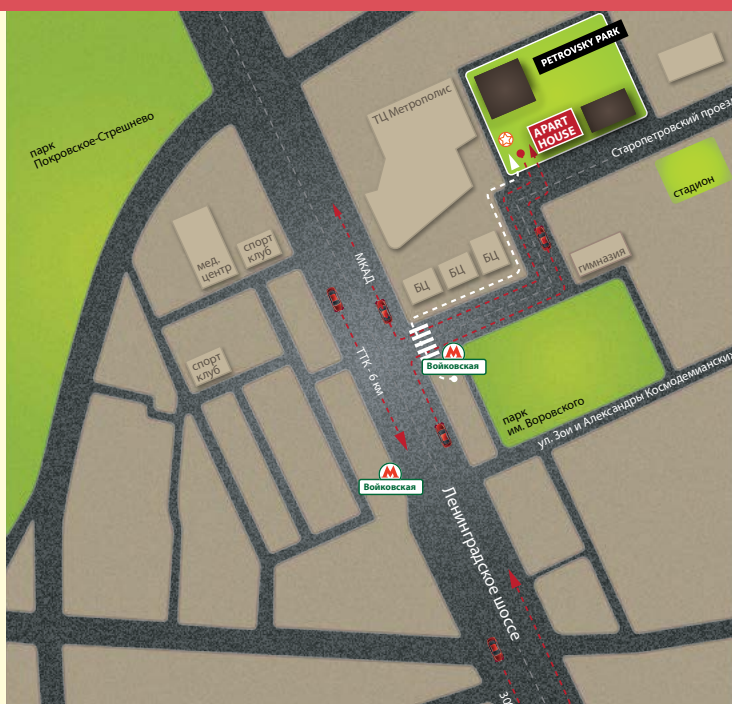 PETROVSKY PARK
ТЦ Метрополис
APART
HOUSE
Старопетровский проезд
парк
Покровское-Стрешнево
стадион
мед.
центр
спорт
клуб
МКАД
БЦ
БЦ
БЦ
гимназия
спорт
клуб
ТТК - 6 км
М
Войковская
парк
им. Воровского
ул. Зои и Александры Космодемианских
М
Войковская
Ленинградское шоссе